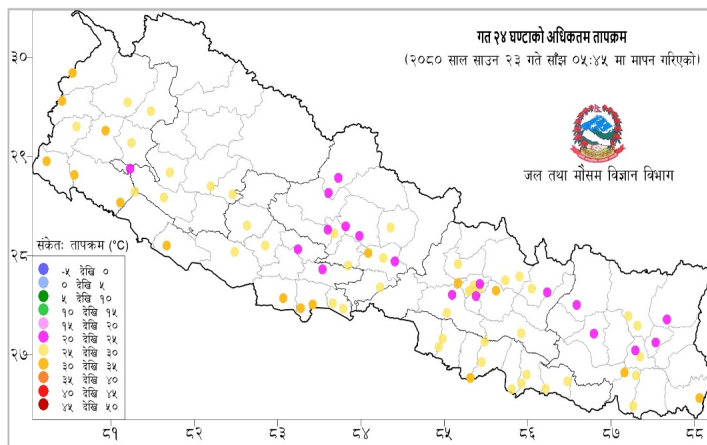 गत २४ घण्टाको अधिकतम तापक्रम
(२०८० साल साउन २३ गते साँझ ०५:४५ मा मापन गरिएको)
जल तथा मौसम विज्ञान विभाग
३०
२९
२८
२७
संकेत: तापक्रम (°C)
-५ देखि ०
० देखि ५
५ देखि १०
१० देखि १५
१५ देखि २०
२० देखि २५
२५ देखि ३०
३० देखि ३५
३५ देखि ४०
४० देखि ४५
४५ देखि ५०
८१ ८२ ८३ ८४ ८५ ८६ ८७ ८८